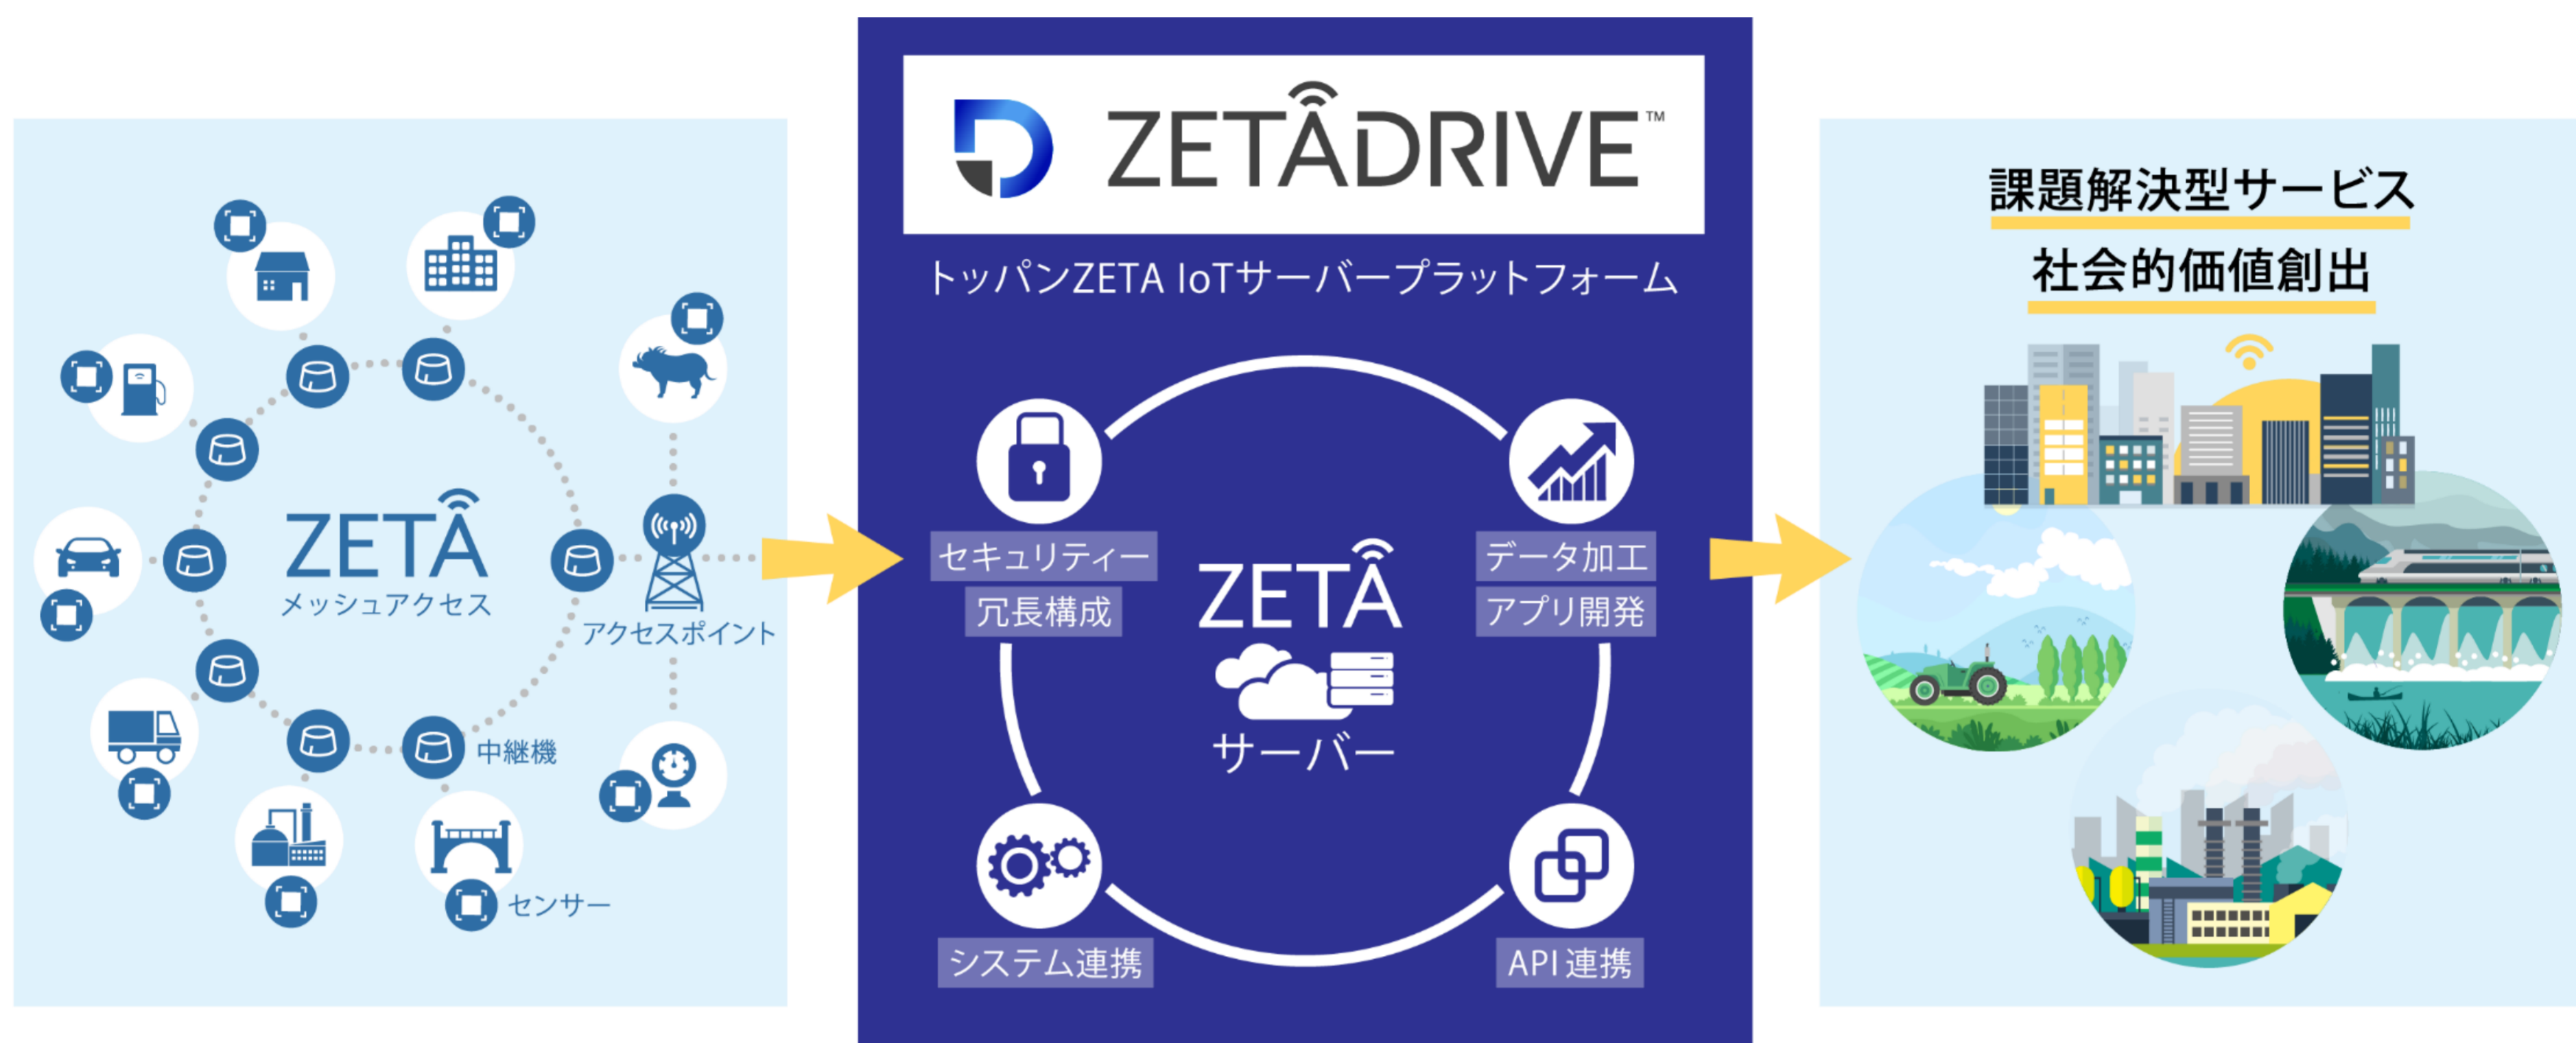 ZETA
メッシュアクセス
アクセスポイント
中継機
センサー
ZETADRIVE™
トッパンZETA IoTサーバープラットフォーム
セキュリティー
冗長構成
データ加工
アプリ開発
ZETA
サーバー
システム連携
API連携
課題解決型サービス
社会的価値創出